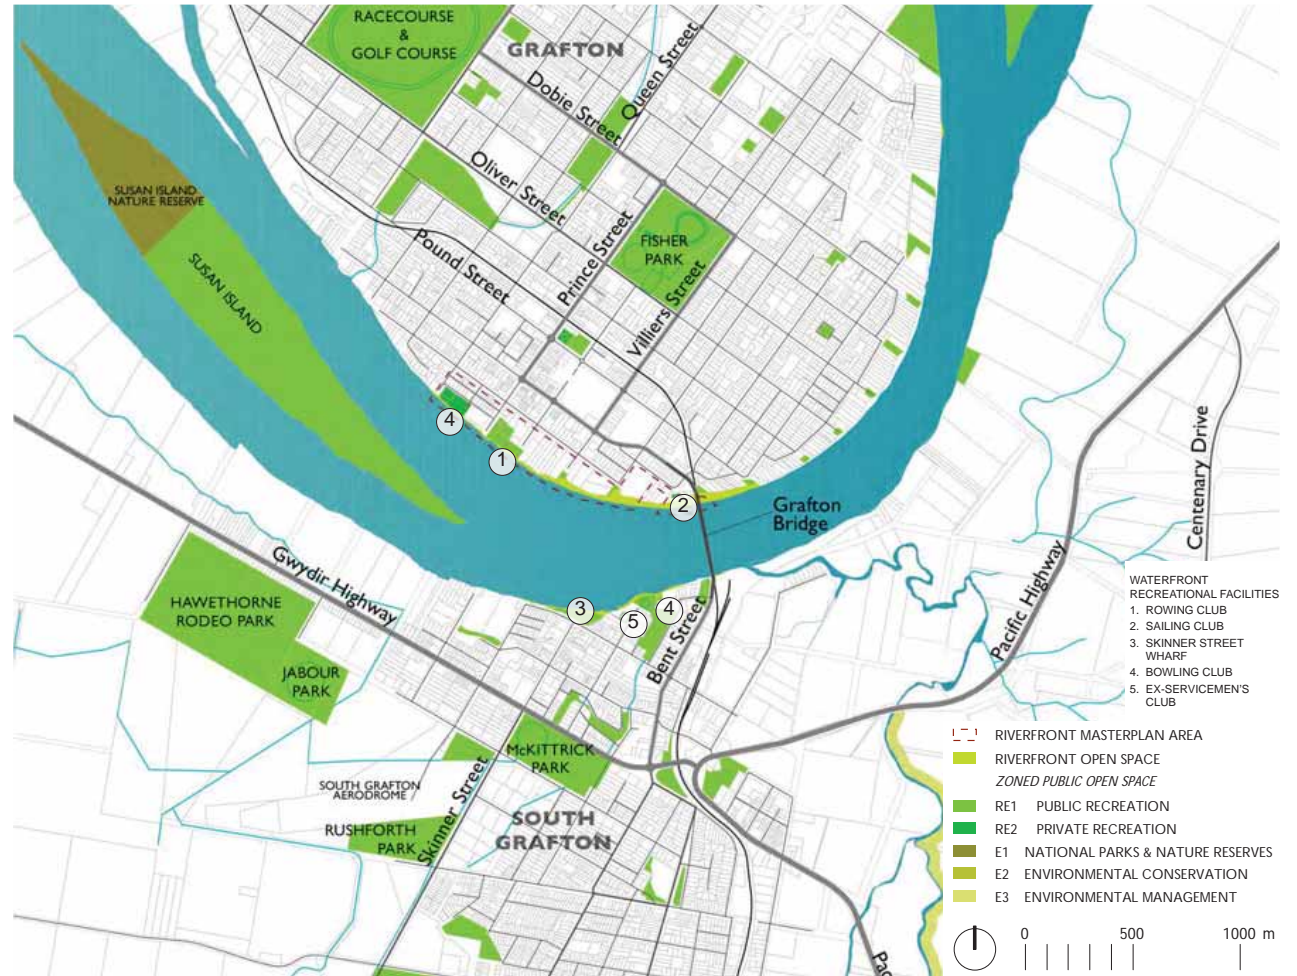 RACECOURSE
&
GOLF COURSE
GRAFTON
Queen Street
Dobie Street
Oliver Street
SUSAN ISLAND
NATURE RESERVE
Prince Street
FISHER
PARK
Pound Street
SUSAN ISLAND
Villiers Street
4
1
2
Grafton
Bridge
Centenary Drive
Pacific Highway
Gwydir Highway
HAWETHORNE
RODEO PARK
3
5
4
Bent Street
JABOUR
PARK
McKITTRICK
PARK
SOUTH GRAFTON
AERODROME
SOUTH
GRAFTON
RUSHFORTH
PARK
Skinner Street
Pac
WATERFRONT
RECREATIONAL FACILITIES
1. ROWING CLUB
2. SAILING CLUB
3. SKINNER STREET
WHARF
4. BOWLING CLUB
5. EX-SERVICEMEN'S
CLUB
RIVERFRONT MASTERPLAN AREA
RIVERFRONT OPEN SPACE
ZONED PUBLIC OPEN SPACE
RE1 PUBLIC RECREATION
RE2 PRIVATE RECREATION
E1 NATIONAL PARKS & NATURE RESERVES
E2 ENVIRONMENTAL CONSERVATION
E3 ENVIRONMENTAL MANAGEMENT
0 500 1000 m